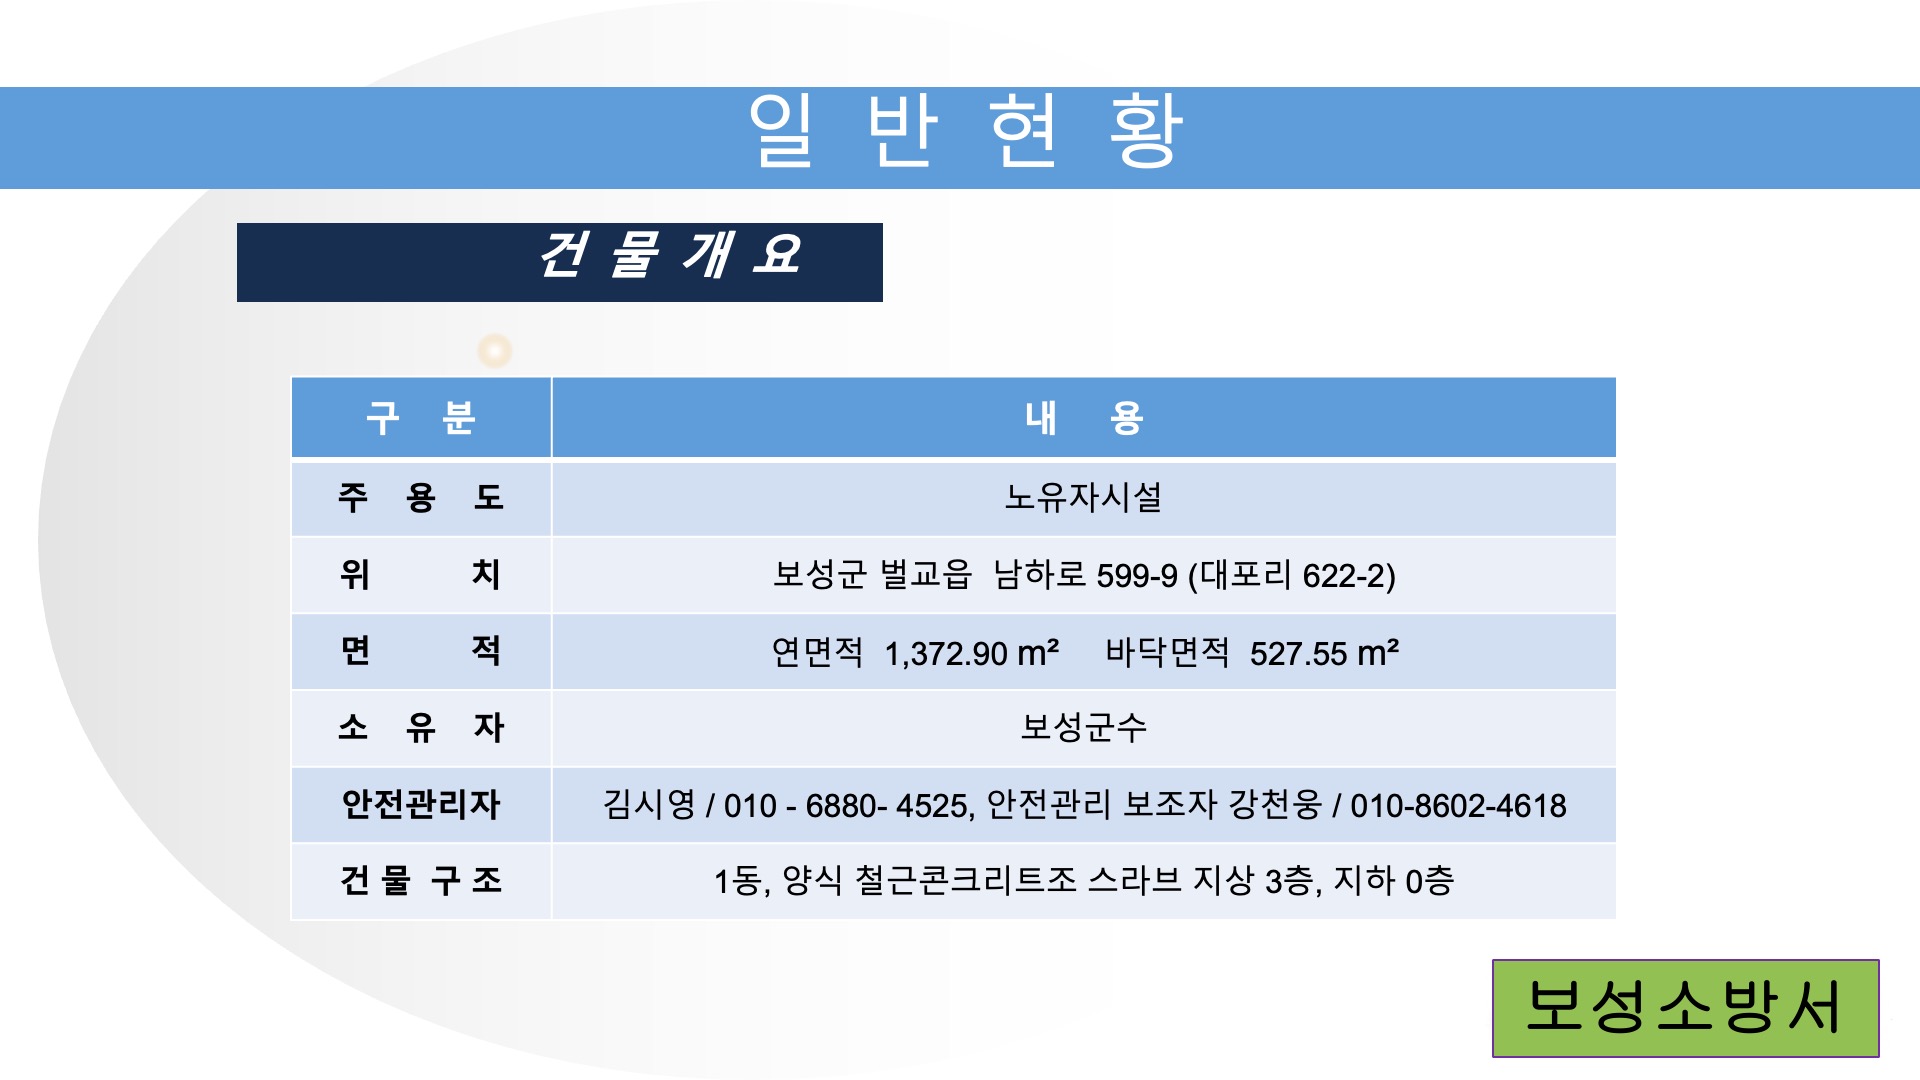 일 반 현 황
건 물 개 요
구 분 내 용
주 용 도 노유자시설
위 치 보성군 벌교읍 남하로 599-9 (대포리 622-2)
면 적 연면적 1,372.90 m² 바닥면적 527.55 m²
소 유 자 보성군수
안전관리자 김시영 / 010 - 6880- 4525, 안전관리 보조자 강천웅 / 010-8602-4618
건 물 구 조 1동, 양식 철근콘크리트조 스라브 지상 3층, 지하 0층
보성소방서